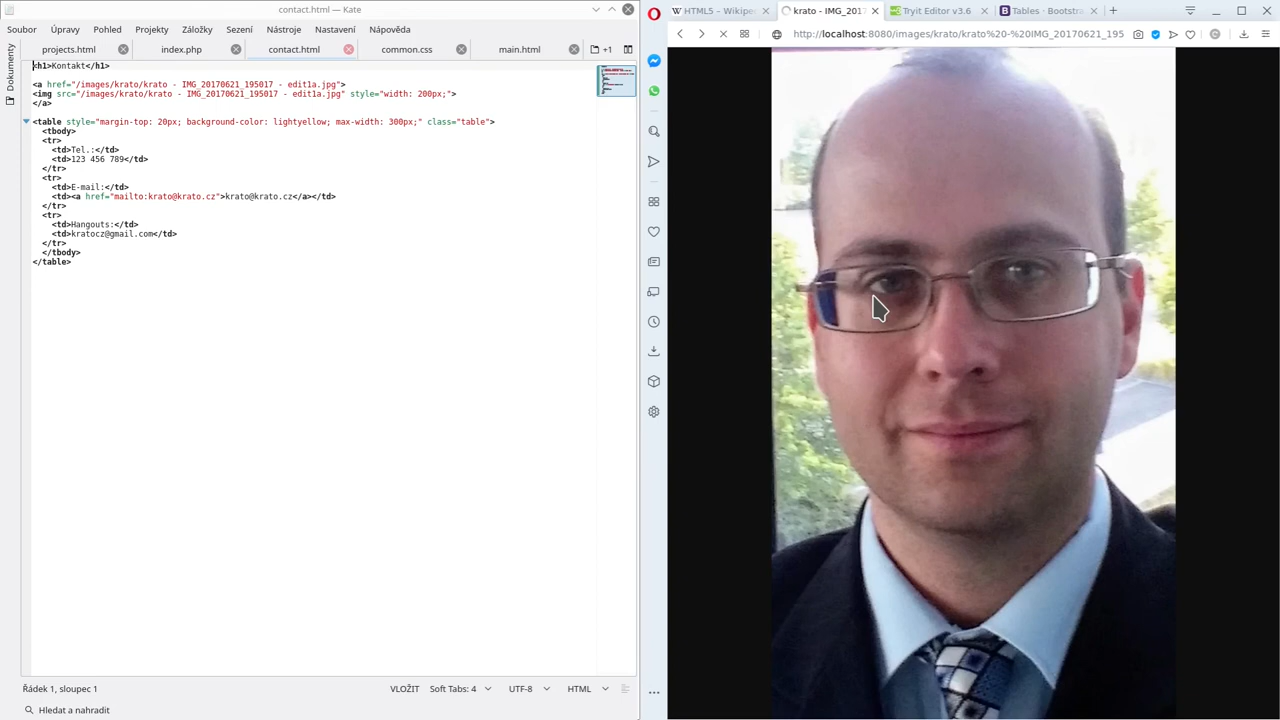 contact.html — Kate
Soubor Úpravy Pohled Projekty Záložky Sezení Nástroje Nastavení Nápověda
projects.html index.php contact.html common.css main.html +1
Dokumenty
<h1>Kontakt</h1>
<a href="/images/krato/krato - IMG_20170621_195017 - edit1a.jpg">
<img src="/images/krato/krato - IMG_20170621_195017 - edit1a.jpg" style="width: 200px;">
</a>
<table style="margin-top: 20px; background-color: lightyellow; max-width: 300px;" class="table">
<tbody>
<tr>
<td>Tel.:</td>
<td>123 456 789</td>
</tr>
<tr>
<td>E-mail:</td>
<td><a href="mailto:krato@krato.cz">krato@krato.cz</a></td>
</tr>
<tr>
<td>Hangouts:</td>
<td>kratocz@gmail.com</td>
</tr>
</tbody>
</table>
Řádek 1, sloupec 1 VLOŽIT Soft Tabs: 4 UTF-8 HTML
Hledat a nahradit
HTML5 – Wikipe krato - IMG_201 Tryit Editor v3.6 Tables · Bootstra
http://localhost:8080/images/krato/krato%20-%20IMG_20170621_195